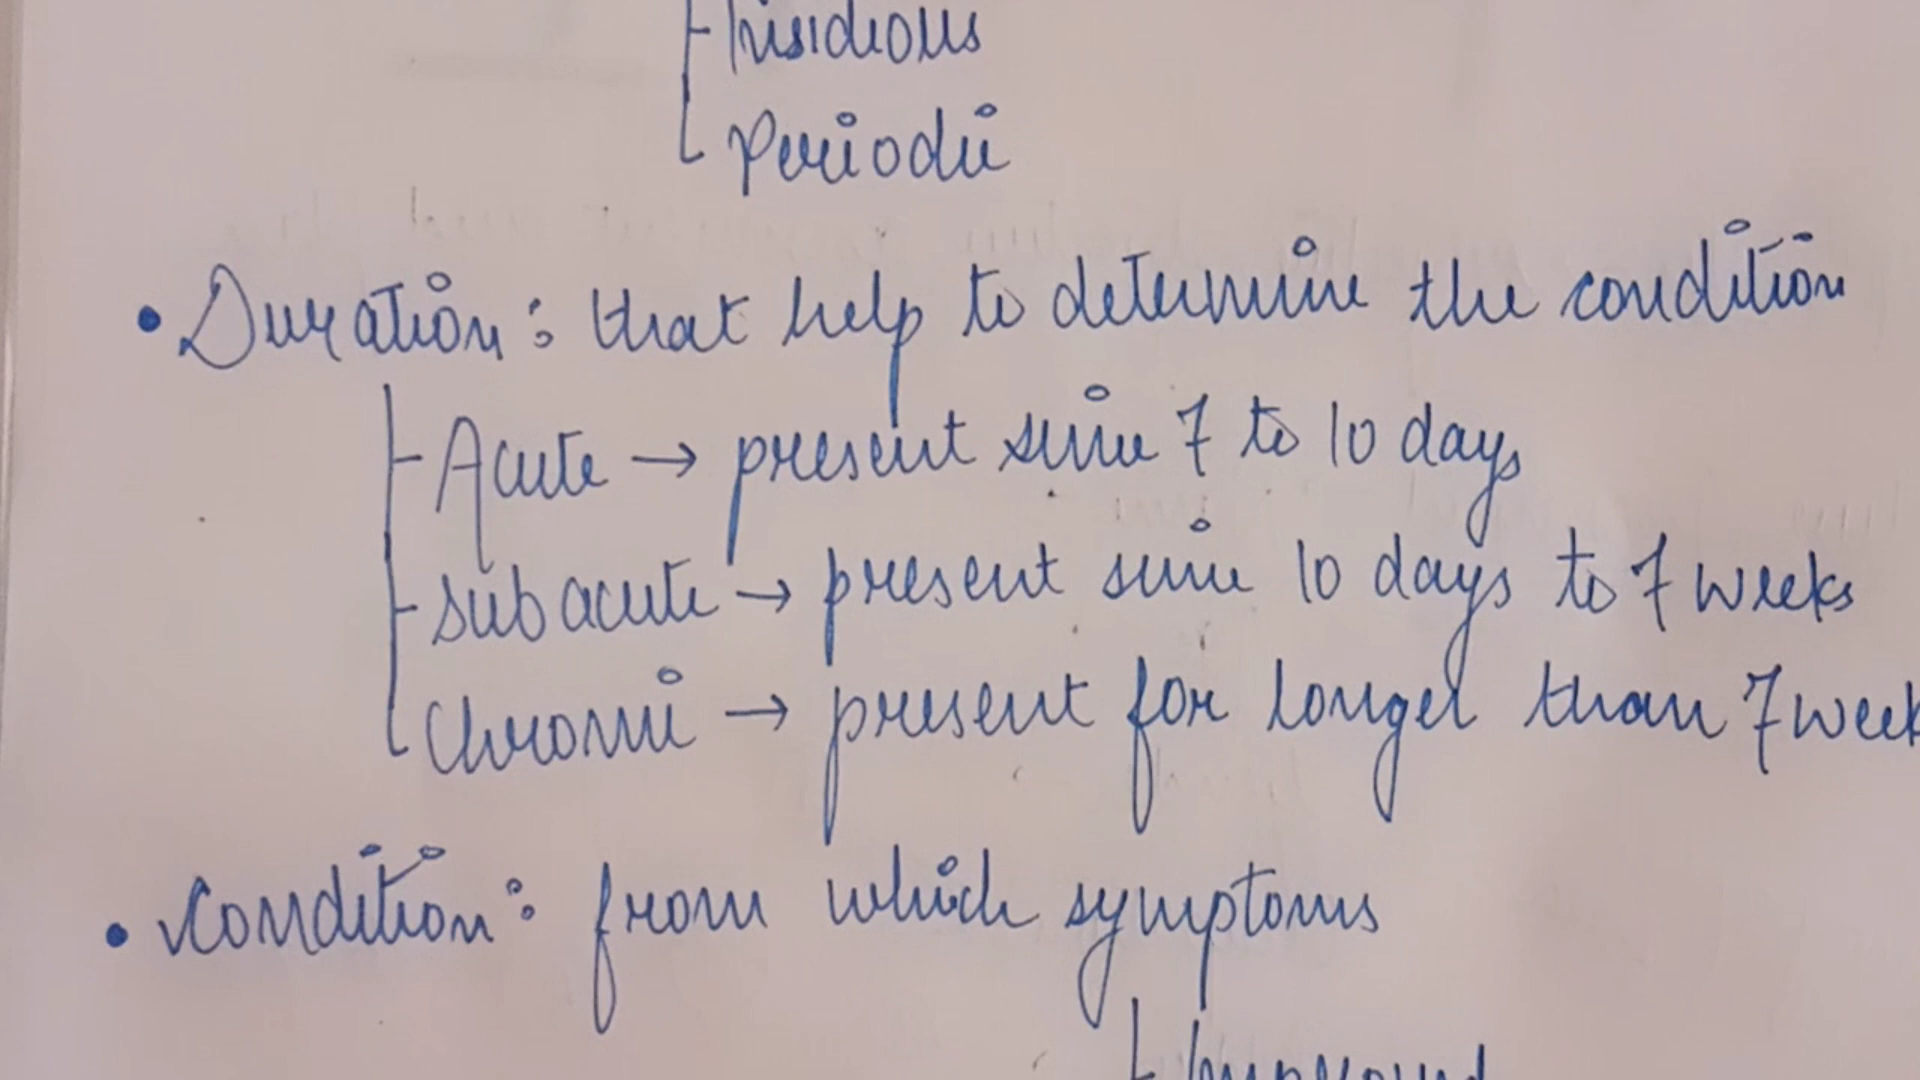 Insidious
Periodic
• Duration : that help to determine the condition
Acute → present since 7 to 10 days
subacute → present since 10 days to 7 weeks
Chronic → present for longer than 7 week
• Condition : from which symptoms